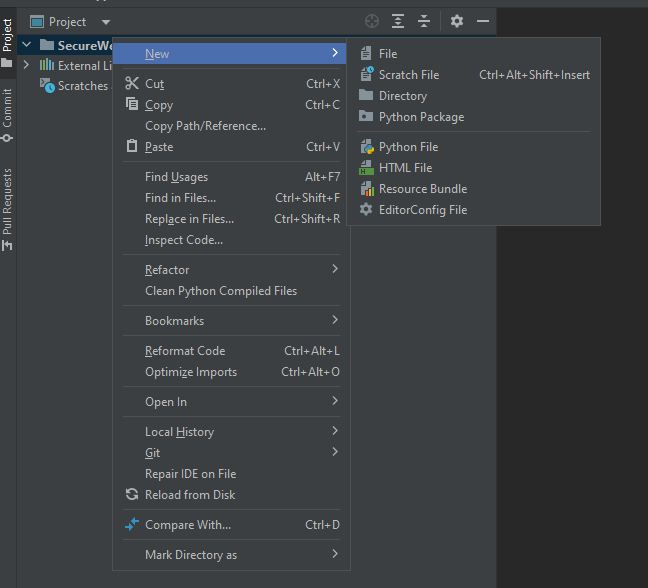 Project
Project
Commit
Pull Requests
External
Scratches
New
Cut Ctrl+X
Copy Ctrl+C
Copy Path/Reference...
Paste Ctrl+V
Find Usages Alt+F7
Find in Files... Ctrl+Shift+F
Replace in Files... Ctrl+Shift+R
Inspect Code...
Refactor
Clean Python Compiled Files
Bookmarks
Reformat Code Ctrl+Alt+L
Optimize Imports Ctrl+Alt+O
Open In
Local History
Git
Repair IDE on File
Reload from Disk
Compare With... Ctrl+D
Mark Directory as
File
Scratch File Ctrl+Alt+Shift+Insert
Directory
Python Package
Python File
HTML File
Resource Bundle
EditorConfig File